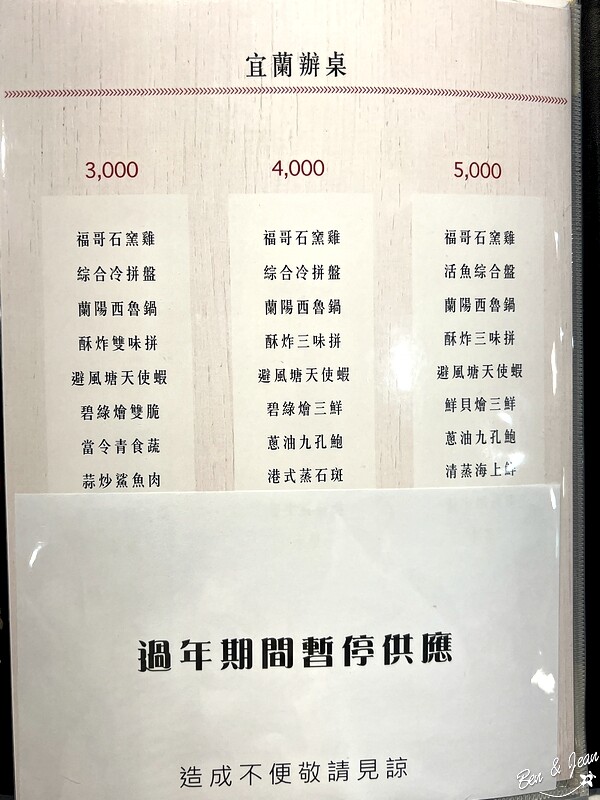 宜蘭辦桌
3,000
福哥石窯雞
綜合冷拼盤
蘭陽西魯鍋
酥炸雙味拼
避風塘天使蝦
碧綠燴雙脆
當令青食蔬
蒜炒鯊魚肉
4,000
福哥石窯雞
綜合冷拼盤
蘭陽西魯鍋
酥炸三味拼
避風塘天使蝦
碧綠燴三鮮
蔥油九孔鮑
港式蒸石斑
5,000
福哥石窯雞
活魚綜合盤
蘭陽西魯鍋
酥炸三味拼
避風塘天使蝦
鮮貝燴三鮮
蔥油九孔鮑
清蒸海上鮮
過年期間暫停供應
造成不便敬請見諒
Ben & Jean